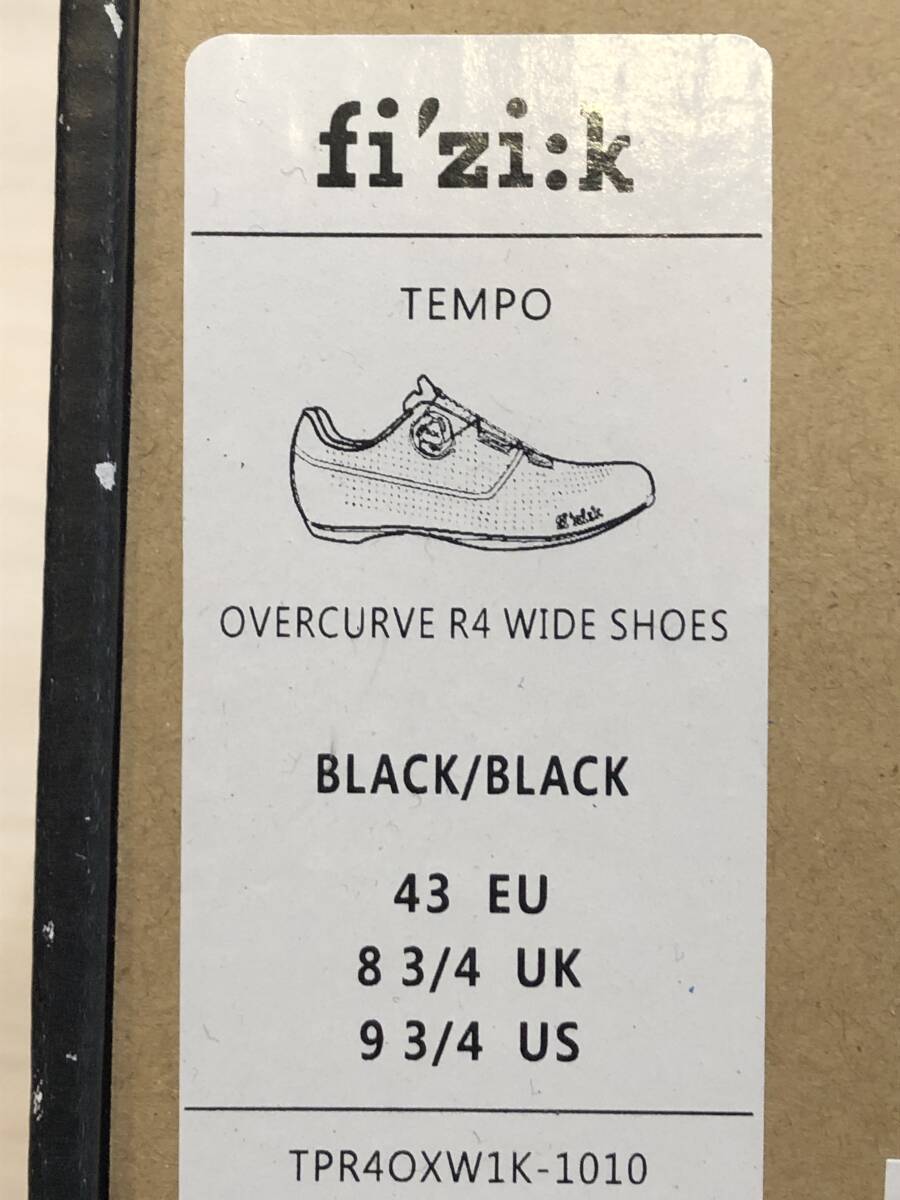 fi'zi:k
TEMPO
OVERCURVE R4 WIDE SHOES
BLACK/BLACK
43 EU
8 3/4 UK
9 3/4 US
TPR4OXW1K-1010